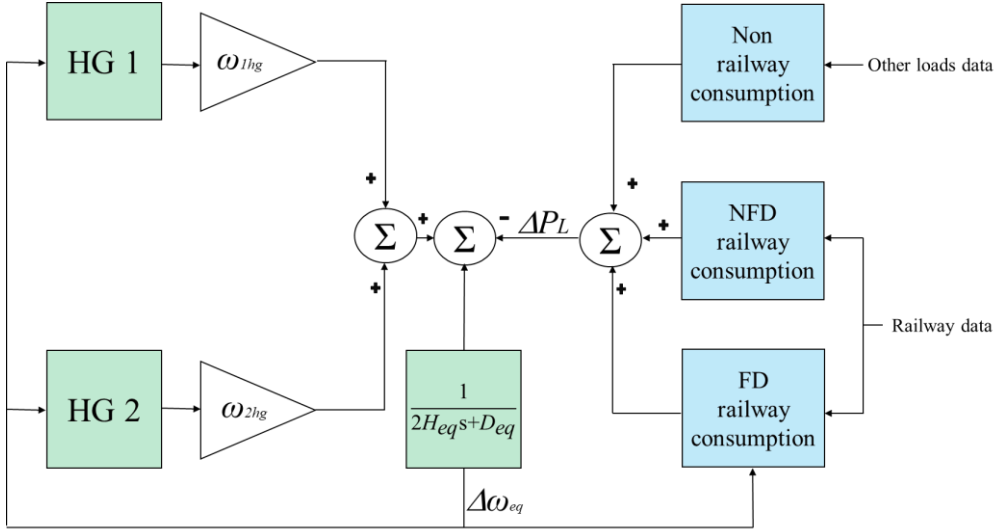 HG 1
ω1hg
Non
railway
consumption
Other loads data
+
+
Σ
+
Σ
-
ΔPL
Σ
+
NFD
railway
consumption
+
+
Railway data
HG 2
ω2hg
1
2Heqs+Deq
FD
railway
consumption
Δωeq